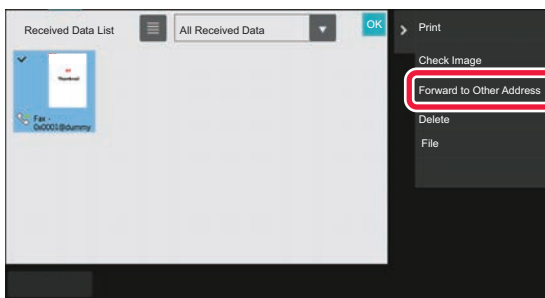 Received Data List
All Received Data
OK
Thumbnail
Fax -
0x0001@dummy
Print
Check Image
Forward to Other Address
Delete
File